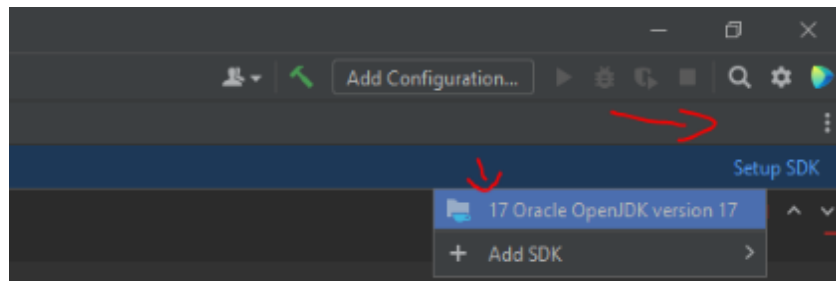 Add Configuration...
Setup SDK
17 Oracle OpenJDK version 17
+ Add SDK